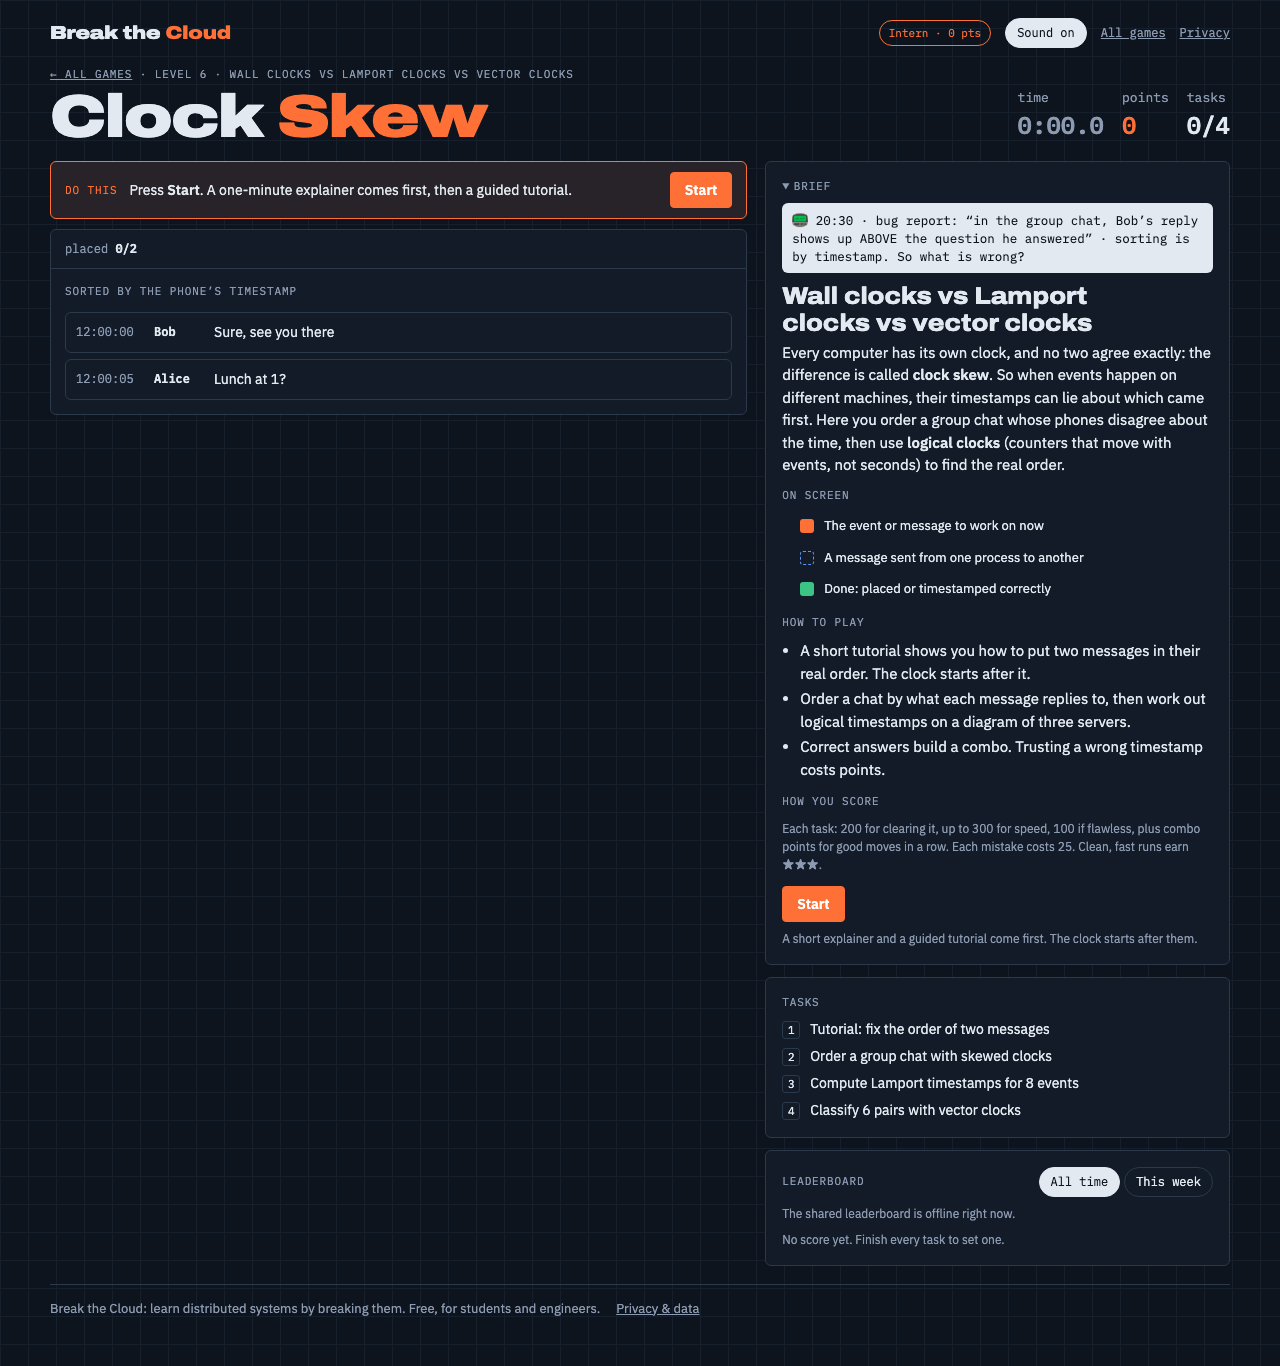 Break the Cloud
Intern · 0 pts
Sound on
All games
Privacy
← ALL GAMES · LEVEL 6 · WALL CLOCKS VS LAMPORT CLOCKS VS VECTOR CLOCKS
Clock Skew
time
0:00.0
points
0
tasks
0/4
DO THIS Press Start. A one-minute explainer comes first, then a guided tutorial.
Start
placed 0/2
SORTED BY THE PHONE’S TIMESTAMP
12:00:00 Bob Sure, see you there
12:00:05 Alice Lunch at 1?
▼ BRIEF
20:30 · bug report: “in the group chat, Bob’s reply
shows up ABOVE the question he answered” · sorting is
by timestamp. So what is wrong?
Wall clocks vs Lamport
clocks vs vector clocks
Every computer has its own clock, and no two agree exactly: the
difference is called clock skew. So when events happen on
different machines, their timestamps can lie about which came
first. Here you order a group chat whose phones disagree about
the time, then use logical clocks (counters that move with
events, not seconds) to find the real order.
ON SCREEN
The event or message to work on now
A message sent from one process to another
Done: placed or timestamped correctly
HOW TO PLAY
• A short tutorial shows you how to put two messages in their
real order. The clock starts after it.
• Order a chat by what each message replies to, then work out
logical timestamps on a diagram of three servers.
• Correct answers build a combo. Trusting a wrong timestamp
costs points.
HOW YOU SCORE
Each task: 200 for clearing it, up to 300 for speed, 100 if flawless, plus combo
points for good moves in a row. Each mistake costs 25. Clean, fast runs earn
★★★.
Start
A short explainer and a guided tutorial come first. The clock starts after them.
TASKS
1 Tutorial: fix the order of two messages
2 Order a group chat with skewed clocks
3 Compute Lamport timestamps for 8 events
4 Classify 6 pairs with vector clocks
LEADERBOARD
All time
This week
The shared leaderboard is offline right now.
No score yet. Finish every task to set one.
Break the Cloud: learn distributed systems by breaking them. Free, for students and engineers. Privacy & data